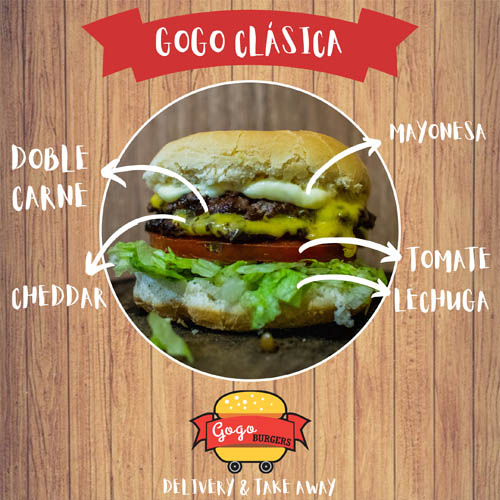 GOGO CLÁSICA
MAYONESA
DOBLE
CARNE
TOMATE
CHEDDAR
LECHUGA
Gogo
BURGERS
DELIVERY & TAKE AWAY